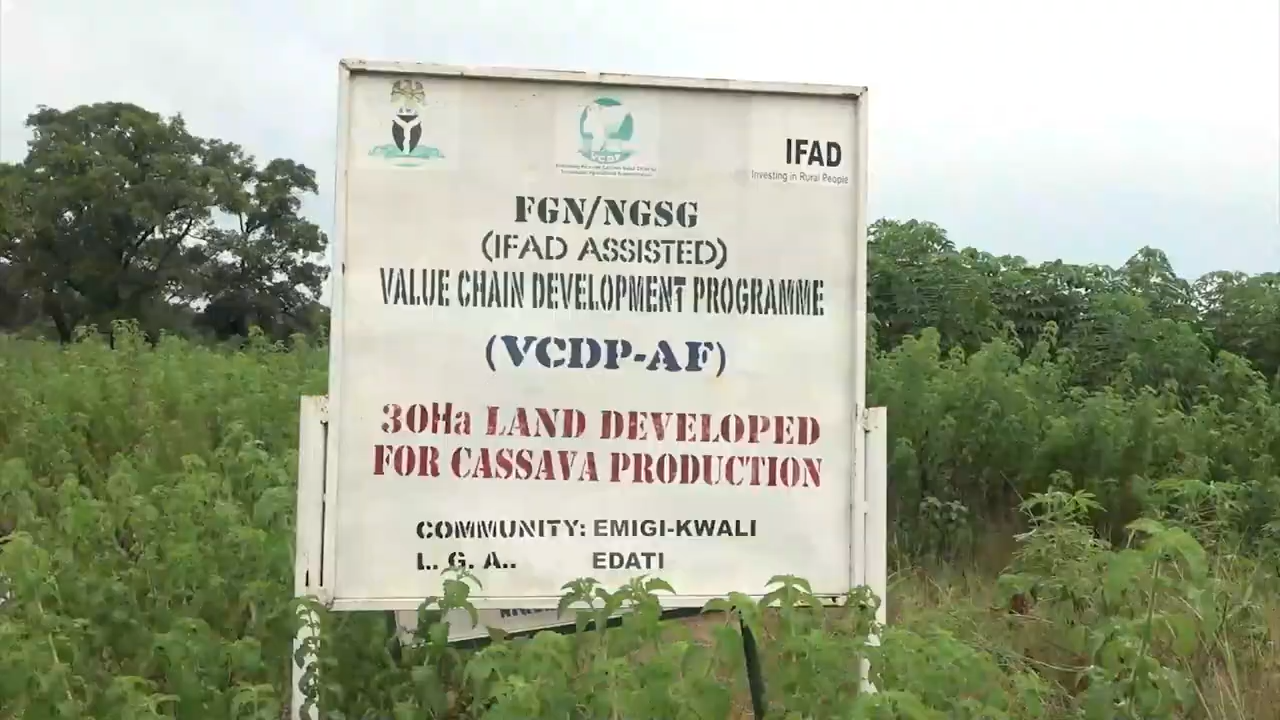 VCDP
IFAD
Investing in Rural People
FGN/NGSG
(IFAD ASSISTED)
VALUE CHAIN DEVELOPMENT PROGRAMME
(VCDP-AF)
30Ha LAND DEVELOPED
FOR CASSAVA PRODUCTION
COMMUNITY: EMIGI-KWALI
L. G. A.. EDATI